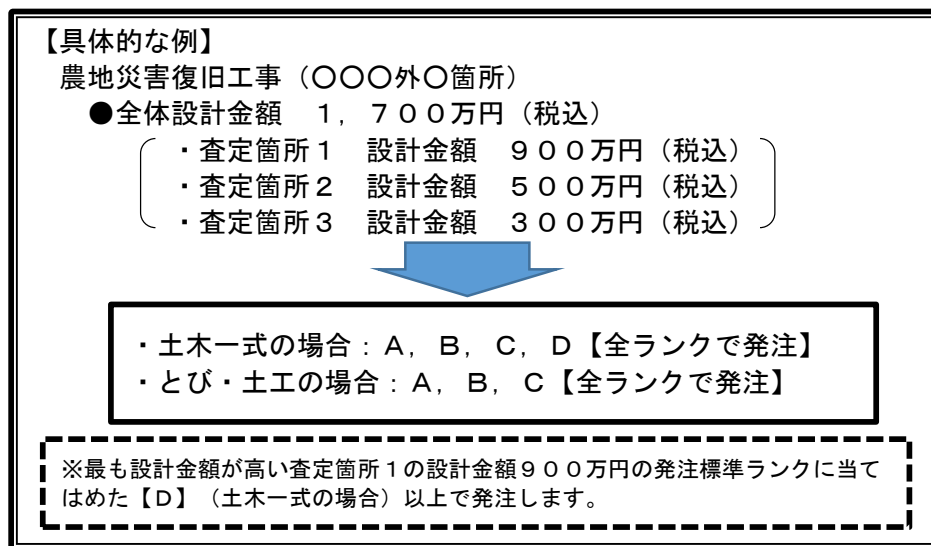 【具体的な例】
農地災害復旧工事（〇〇〇外〇箇所）
●全体設計金額　１，７００万円（税込）
・査定箇所１　設計金額　９００万円（税込）
・査定箇所２　設計金額　５００万円（税込）
・査定箇所３　設計金額　３００万円（税込）
・土木一式の場合：Ａ，Ｂ，Ｃ，Ｄ【全ランクで発注】
・とび・土工の場合：Ａ，Ｂ，Ｃ【全ランクで発注】
※最も設計金額が高い査定箇所１の設計金額９００万円の発注標準ランクに当て
はめた【Ｄ】（土木一式の場合）以上で発注します。